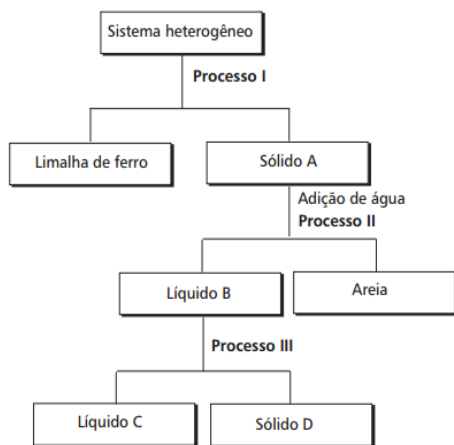 Sistema heterogêneo
Processo I
Limalha de ferro
Sólido A
Adição de água
Processo II
Líquido B
Areia
Processo III
Líquido C
Sólido D